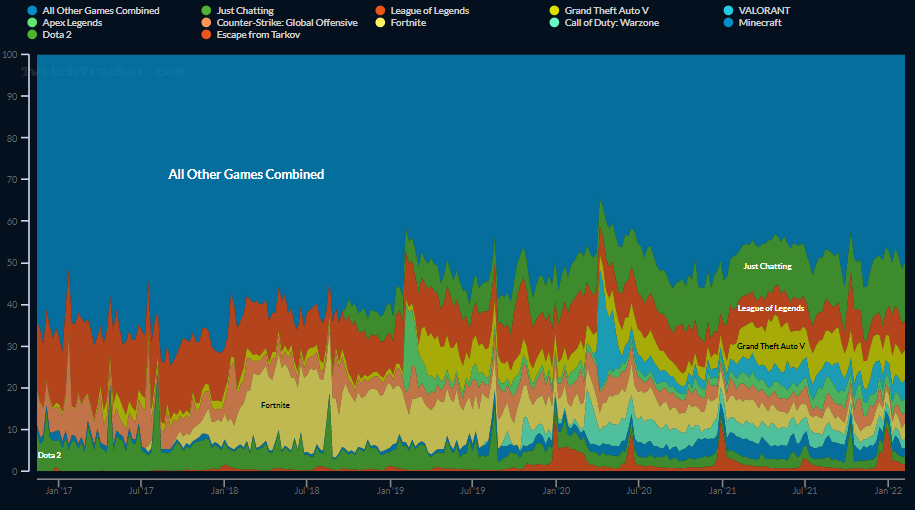 All Other Games Combined Just Chatting League of Legends Grand Theft Auto V VALORANT
Apex Legends Counter-Strike: Global Offensive Fortnite Call of Duty: Warzone Minecraft
Dota 2 Escape from Tarkov
100
TwitchTracker.com
90
80
70
All Other Games Combined
60
50
Just Chatting
40
League of Legends
30
Grand Theft Auto V
20
Fortnite
10
Dota 2
0
Jan '17 Jul '17 Jan '18 Jul '18 Jan '19 Jul '19 Jan '20 Jul '20 Jan '21 Jul '21 Jan '22